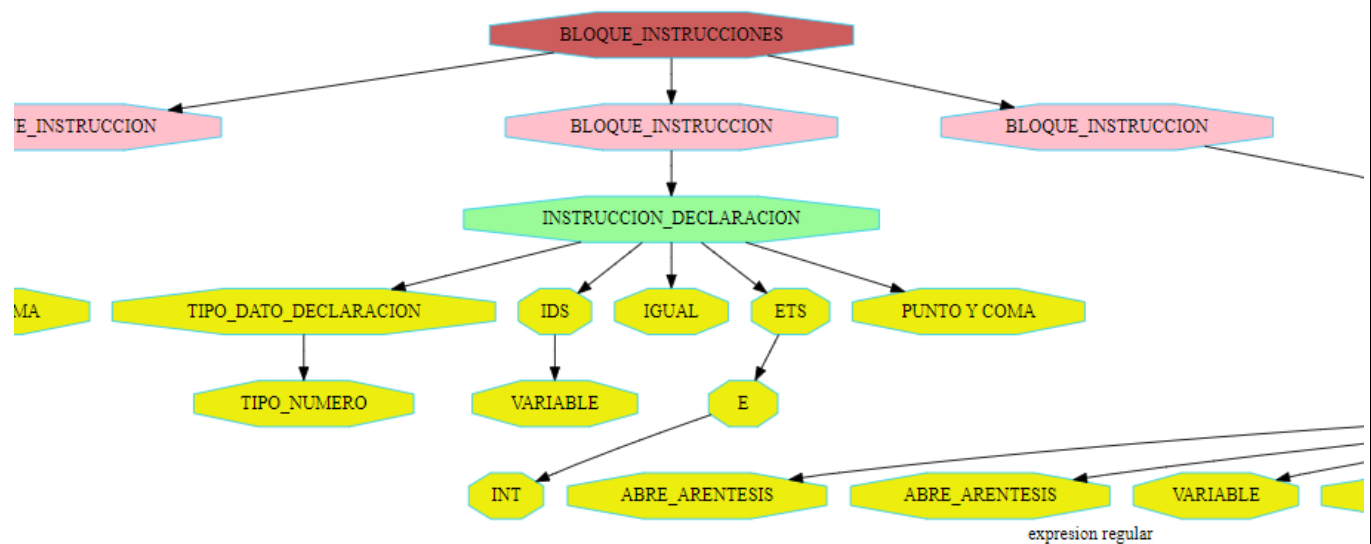 BLOQUE_INSTRUCCIONES
E_INSTRUCCION
BLOQUE_INSTRUCCION
BLOQUE_INSTRUCCION
INSTRUCCION_DECLARACION
MA
TIPO_DATO_DECLARACION
IDS
IGUAL
ETS
PUNTO Y COMA
TIPO_NUMERO
VARIABLE
E
INT
ABRE_ARENTESIS
ABRE_ARENTESIS
VARIABLE
expresion regular